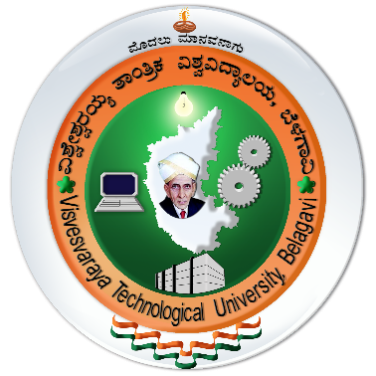 ಮೊದಲು ಮಾನವನಾಗು
ವಿಶ್ವೇಶ್ವರಯ್ಯ ತಾಂತ್ರಿಕ ವಿಶ್ವವಿದ್ಯಾಲಯ, ಬೆಳಗಾವಿ
Visvesvaraya Technological University, Belagavi